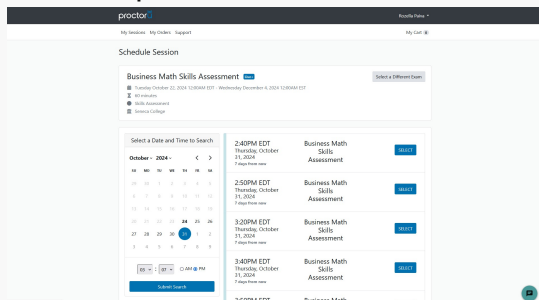 proctor
Rozella Paiva
My Sessions My Orders Support
My Cart
Schedule Session
Business Math Skills Assessment
Select a Different Exam
Tuesday October 22, 2024 12:00AM EDT - Wednesday December 4, 2024 12:00AM EST
60 minutes
Skills Assessment
Seneca College
Select a Date and Time to Search
October 2024
SU MO TU WE TH FR SA
29 30 1 2 3 4 5
6 7 8 9 10 11 12
13 14 15 16 17 18 19
20 21 22 23 24 25 26
27 28 29 30 31 1 2
3 4 5 6 7 8 9
03 : 07 AM PM
Submit Search
2:40PM EDT
Thursday, October
31, 2024
7 days from now
Business Math
Skills
Assessment
SELECT
2:50PM EDT
Thursday, October
31, 2024
7 days from now
Business Math
Skills
Assessment
SELECT
3:20PM EDT
Thursday, October
31, 2024
7 days from now
Business Math
Skills
Assessment
SELECT
3:40PM EDT
Thursday, October
31, 2024
7 days from now
Business Math
Skills
Assessment
SELECT